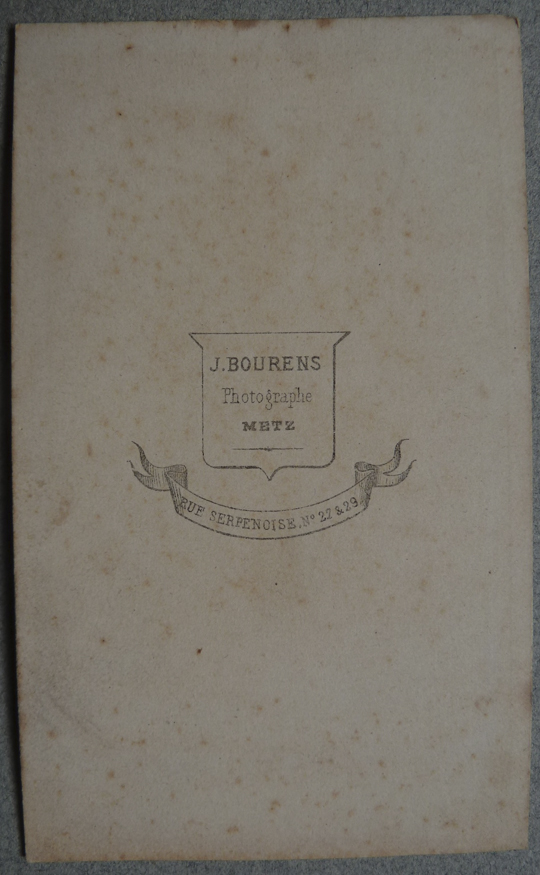 J. BOURENS
Photographe
METZ
RUE SERPENOISE. N° 27 & 29.